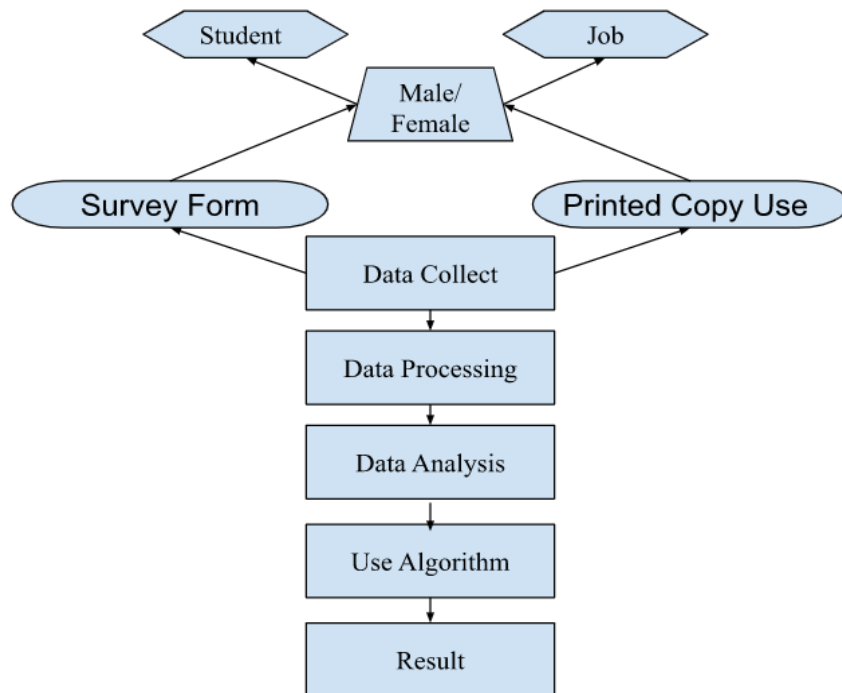 Student
Job
Male/
Female
Survey Form
Printed Copy Use
Data Collect
Data Processing
Data Analysis
Use Algorithm
Result